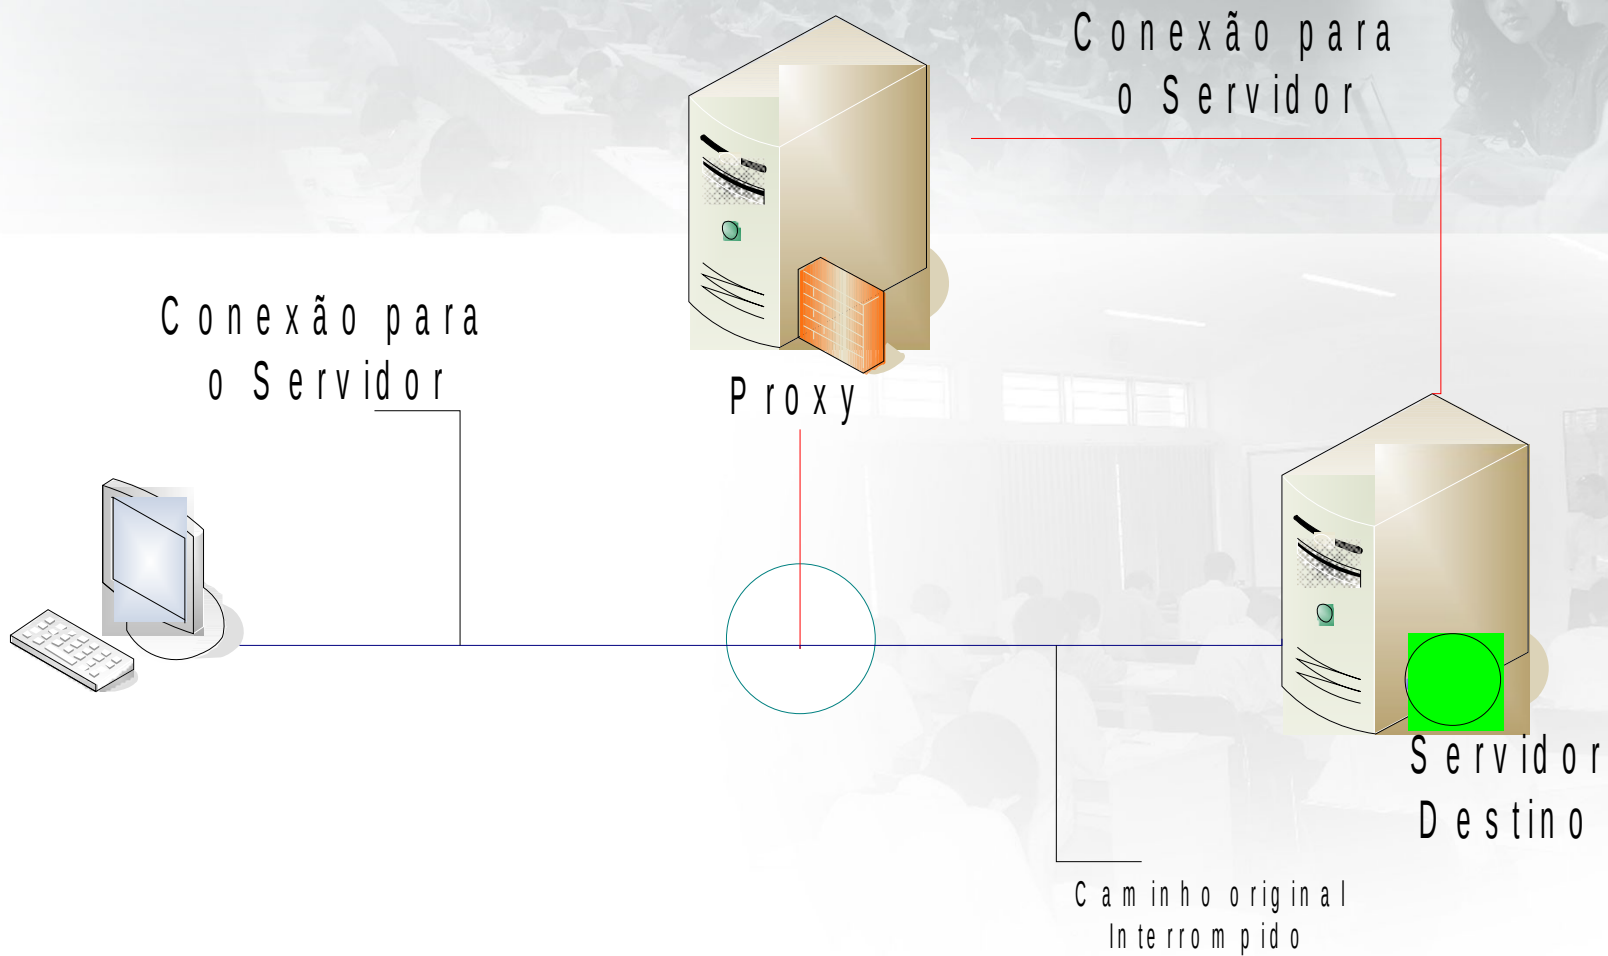 Conexão para
o Servidor
Conexão para
o Servidor
Proxy
Servidor
Destino
Caminho original
Interrompido